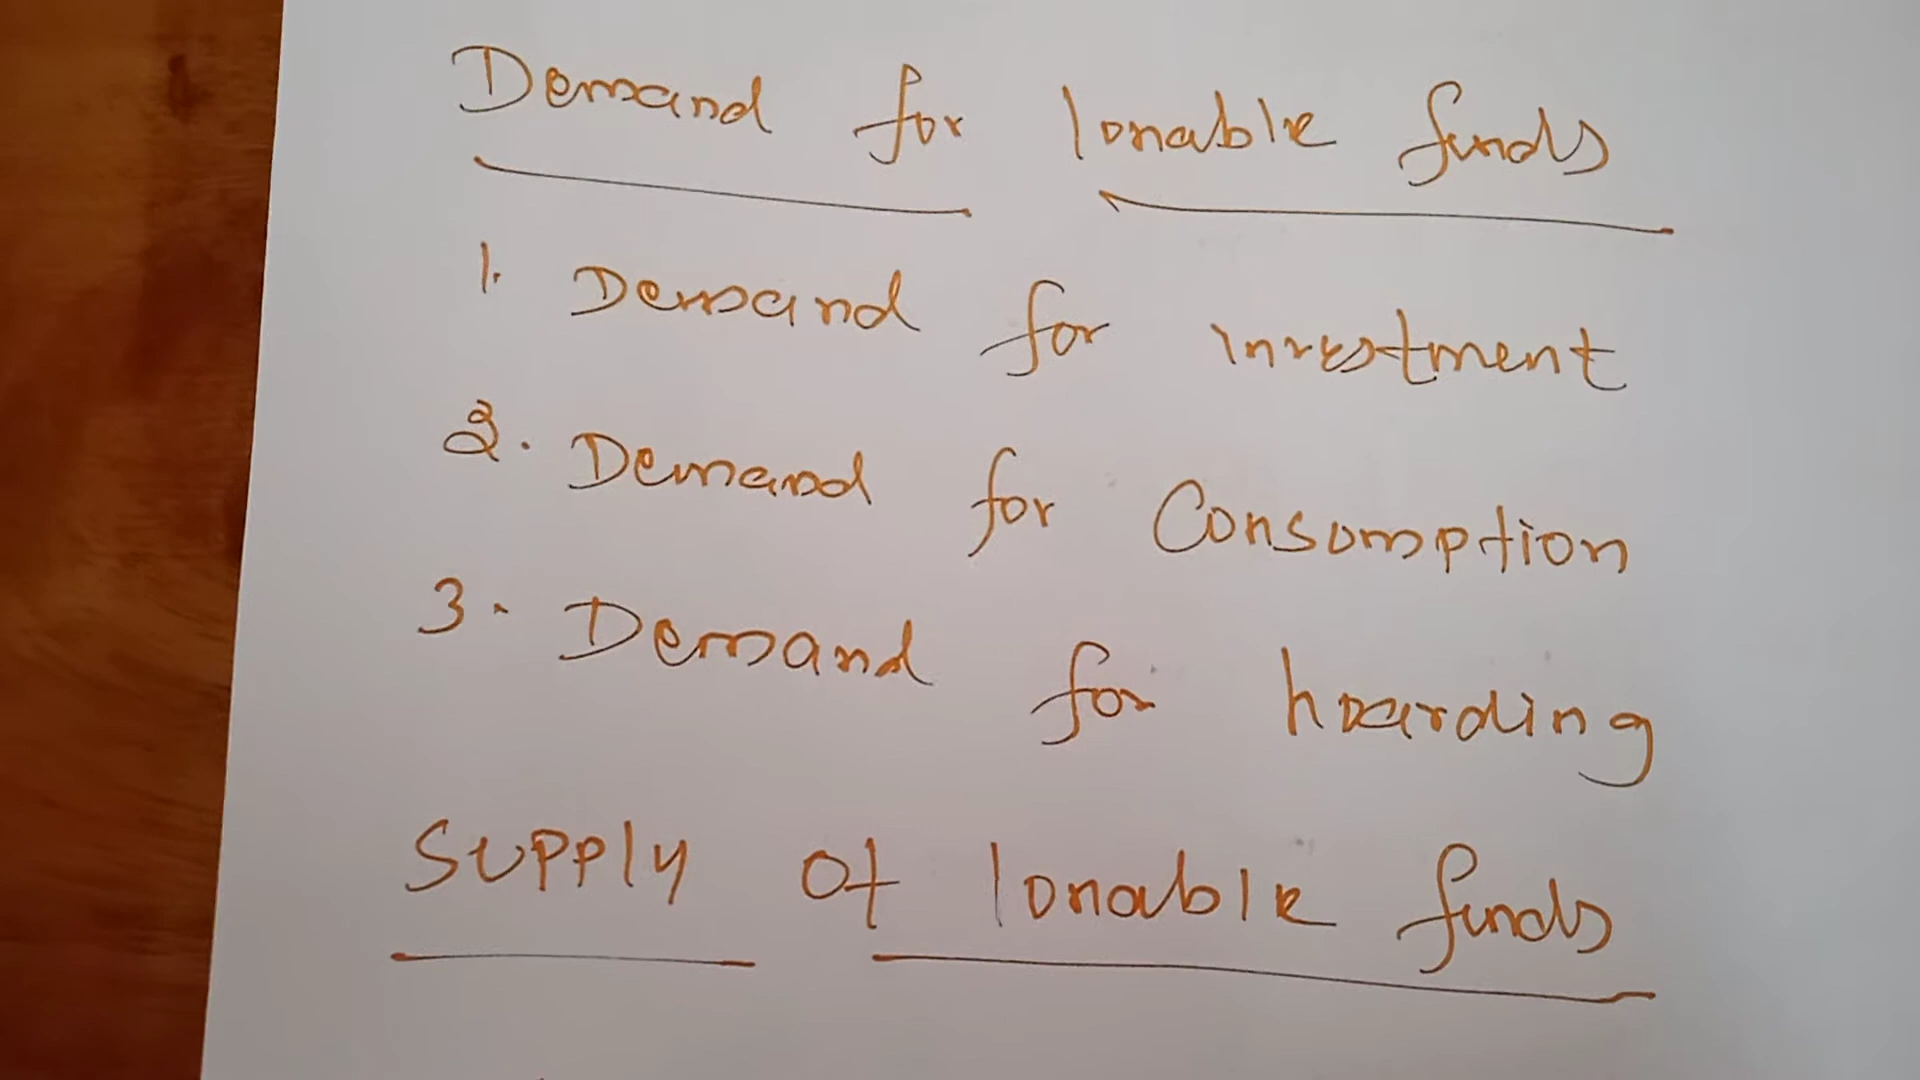 Demand for lonable funds
1. Demand for investment
2. Demand for Consomption
3. Demand for hoarding
Supply of lonable funds